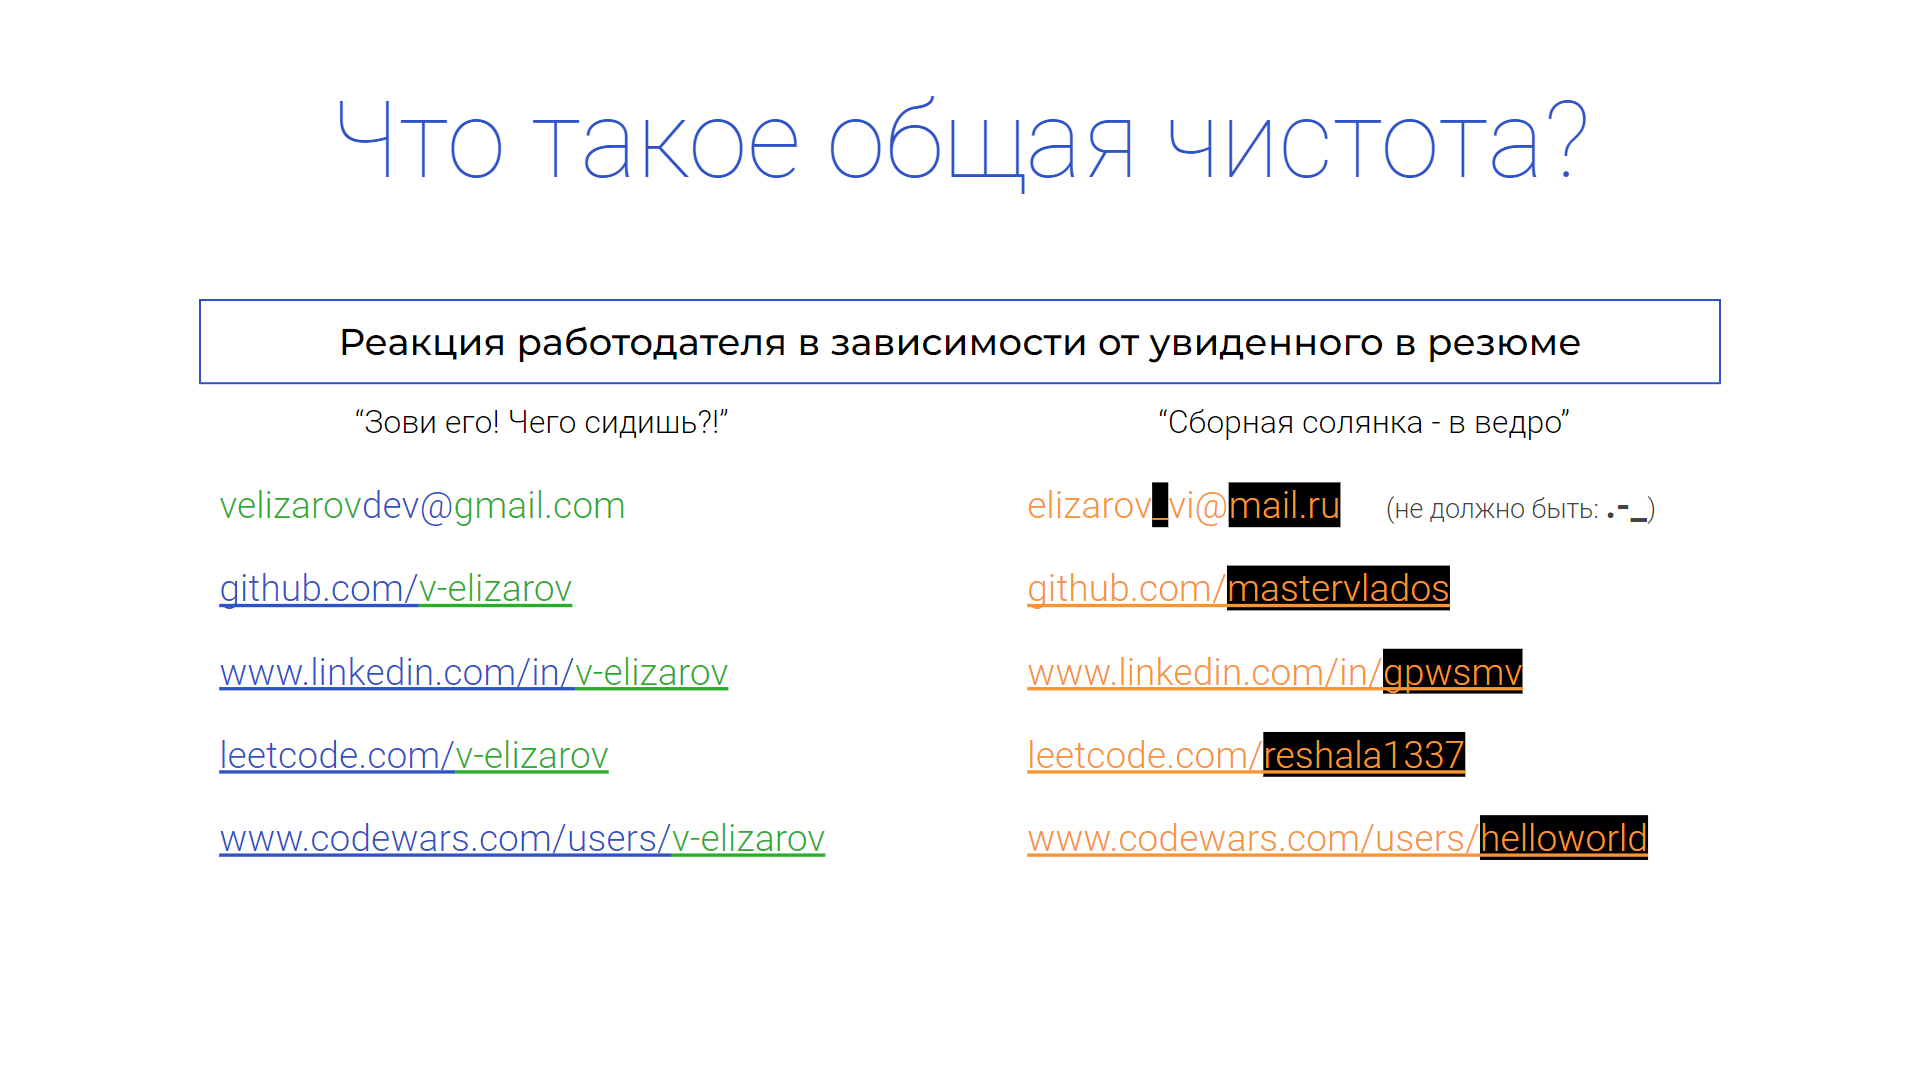 Что такое общая чистота?
Реакция работодателя в зависимости от увиденного в резюме
“Зови его! Чего сидишь?!”
velizarovdev@gmail.com
github.com/v-elizarov
www.linkedin.com/in/v-elizarov
leetcode.com/v-elizarov
www.codewars.com/users/v-elizarov
“Сборная солянка - в ведро”
elizarov_vi@mail.ru (не должно быть: .-_)
github.com/mastervlados
www.linkedin.com/in/gpwsmv
leetcode.com/reshala1337
www.codewars.com/users/helloworld